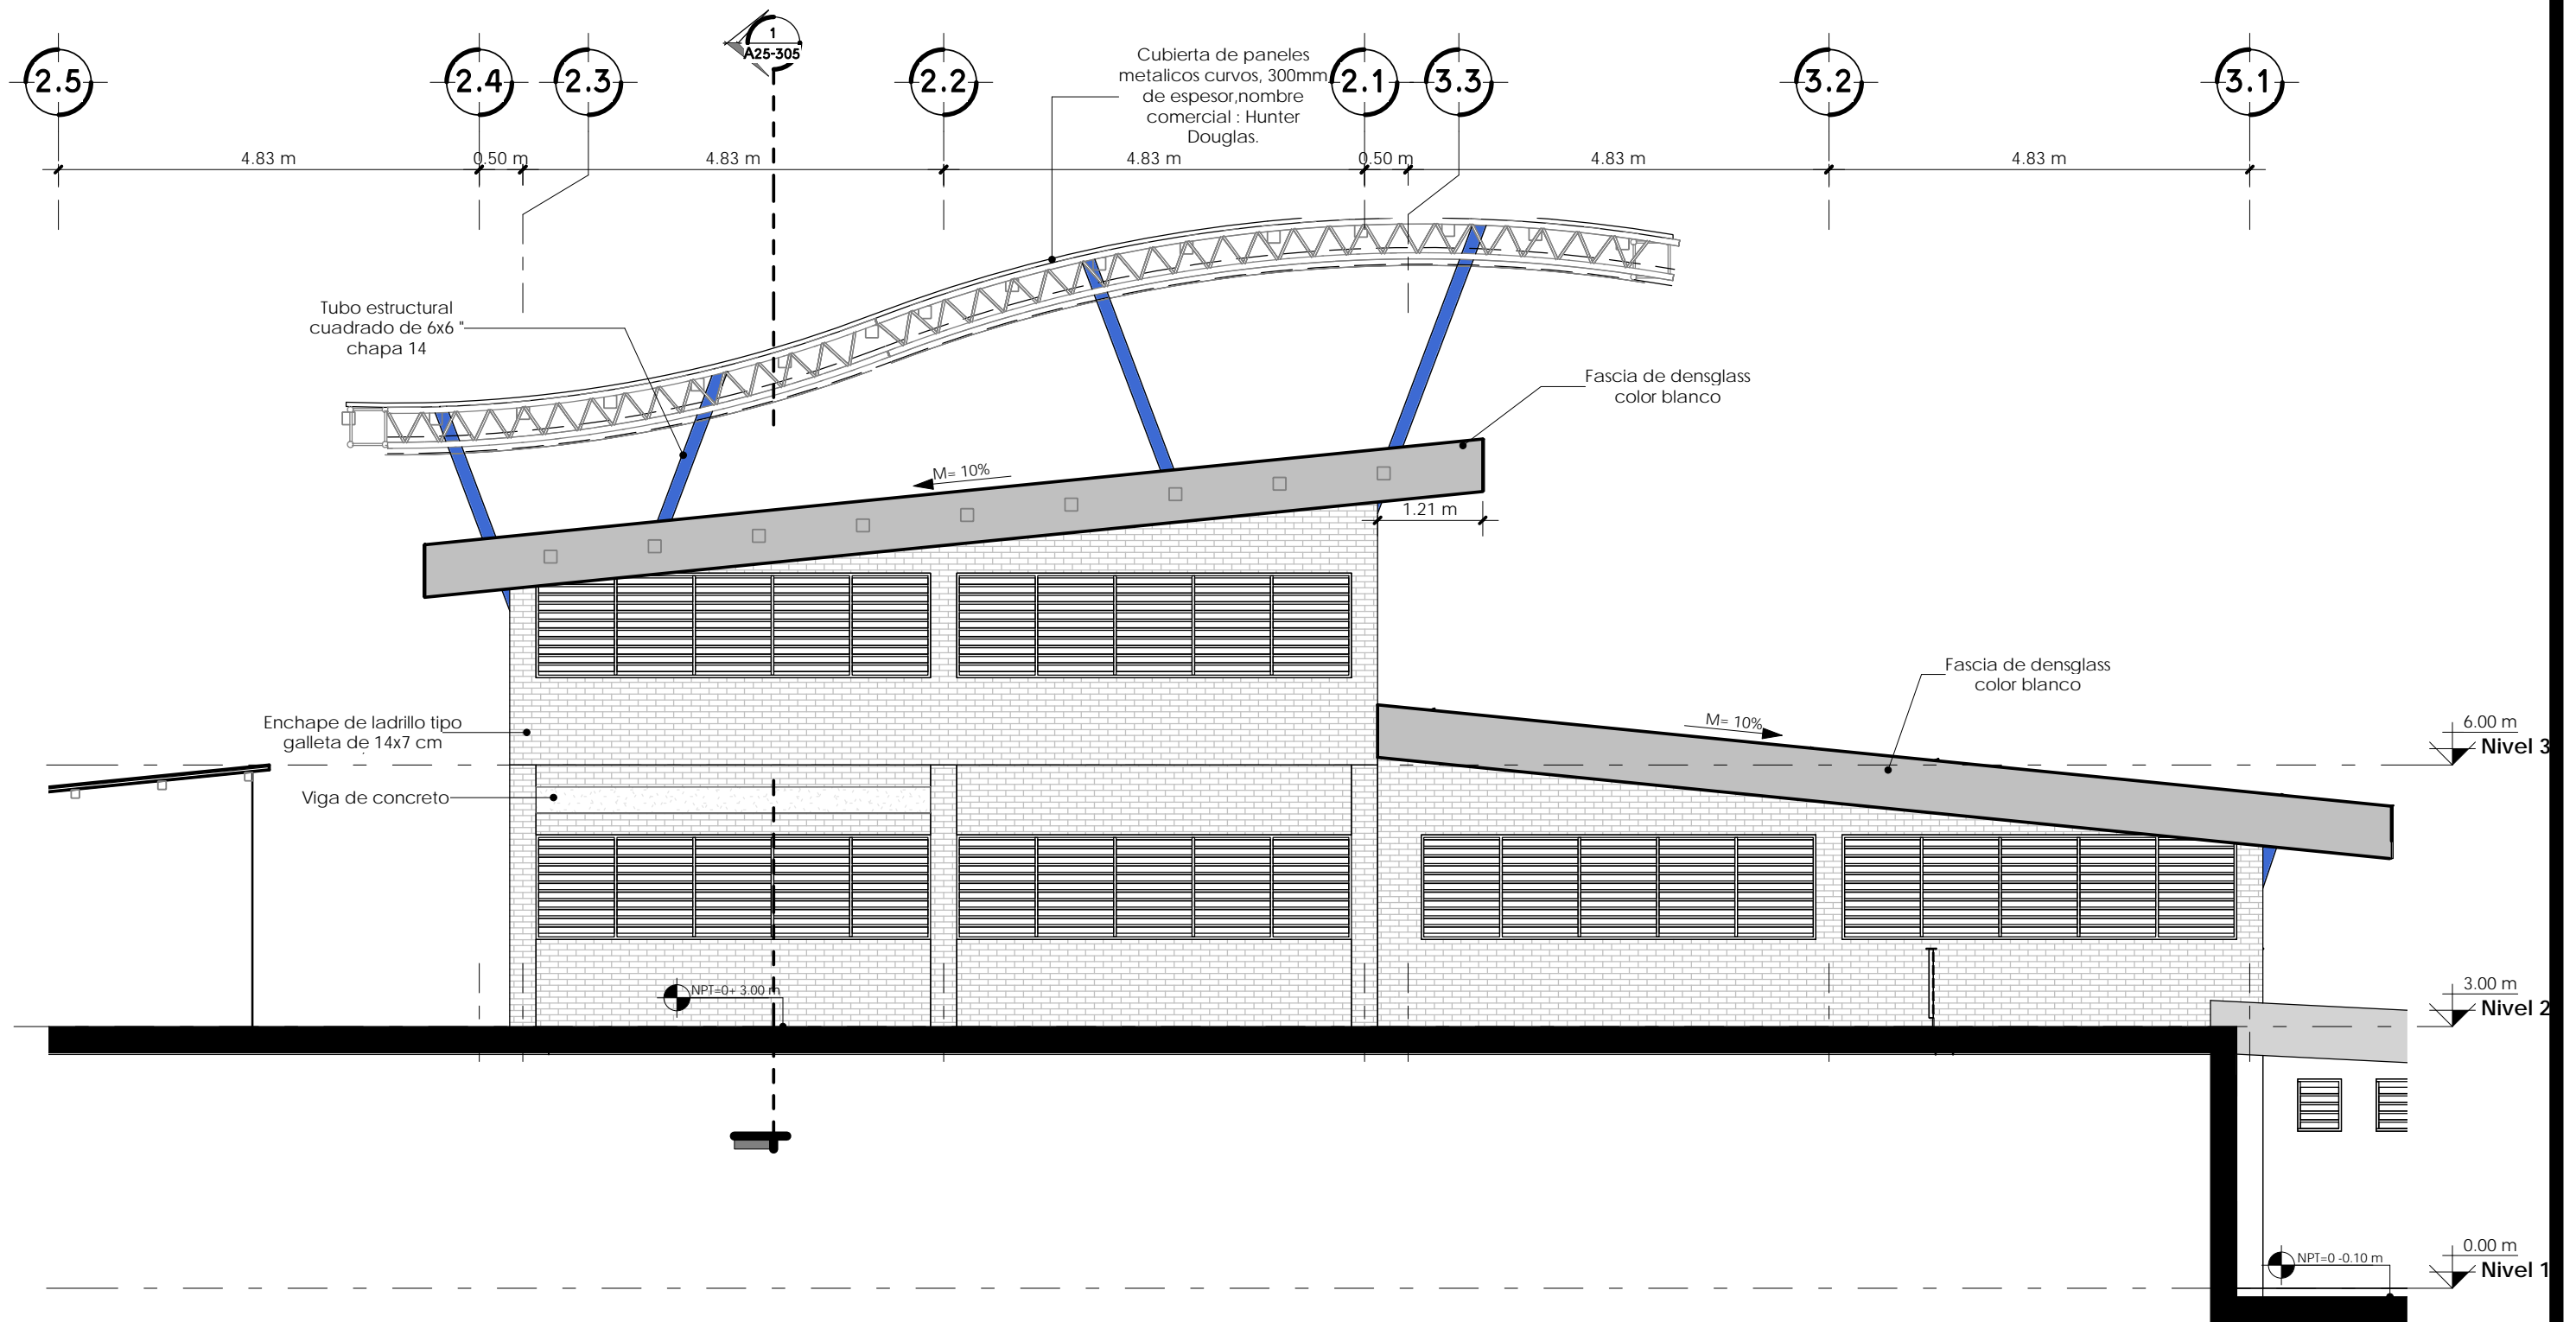 1
A25-305
2.5
2.4
2.3
2.2
2.1
3.3
3.2
3.1
Cubierta de paneles
metalicos curvos, 300mm
de espesor,nombre
comercial : Hunter
Douglas.
4.83 m
0.50 m
4.83 m
4.83 m
0.50 m
4.83 m
4.83 m
Tubo estructural
cuadrado de 6x6 "
chapa 14
Fascia de densglass
color blanco
M= 10%
1.21 m
Fascia de densglass
color blanco
M= 10%
Enchape de ladrillo tipo
galleta de 14x7 cm
Viga de concreto
6.00 m
Nivel 3
NPT=0+ 3.00 m
3.00 m
Nivel 2
NPT=0 -0.10 m
0.00 m
Nivel 1